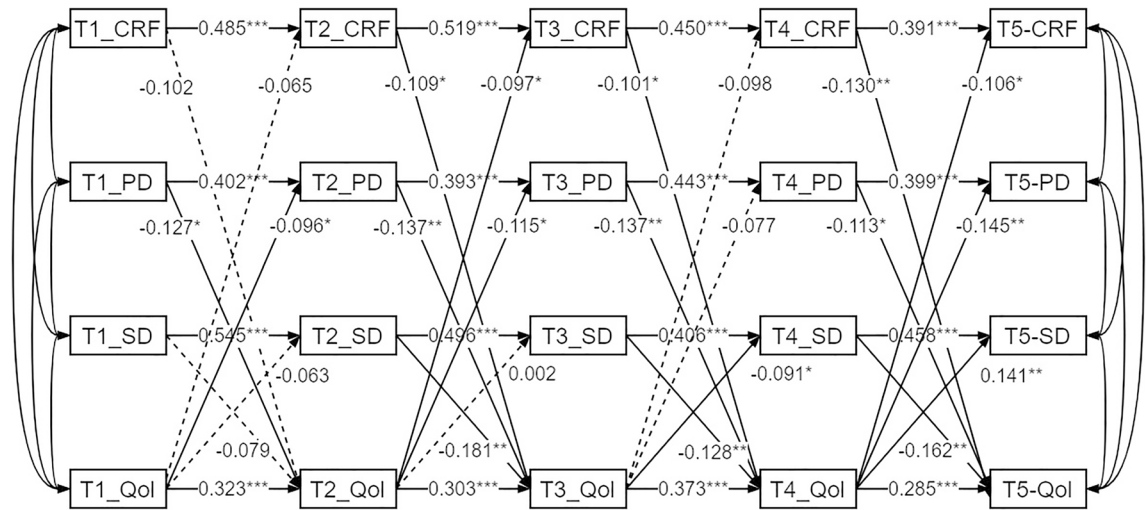 T1_CRF 0.485*** T2_CRF 0.519*** T3_CRF 0.450*** T4_CRF 0.391*** T5-CRF
-0.102 -0.065 -0.109* -0.097* -0.101* -0.098 -0.130** -0.106*
T1_PD 0.402*** T2_PD 0.393*** T3_PD 0.443*** T4_PD 0.399*** T5-PD
-0.127* -0.096* -0.137** -0.115* -0.137** -0.077 -0.113* -0.145**
T1_SD 0.545*** T2_SD 0.496*** T3_SD 0.406*** T4_SD 0.458*** T5-SD
-0.063 0.002 -0.091* 0.141**
-0.079 -0.181** -0.128** -0.162**
T1_Qol 0.323*** T2_Qol 0.303*** T3_Qol 0.373*** T4_Qol 0.285*** T5-Qol